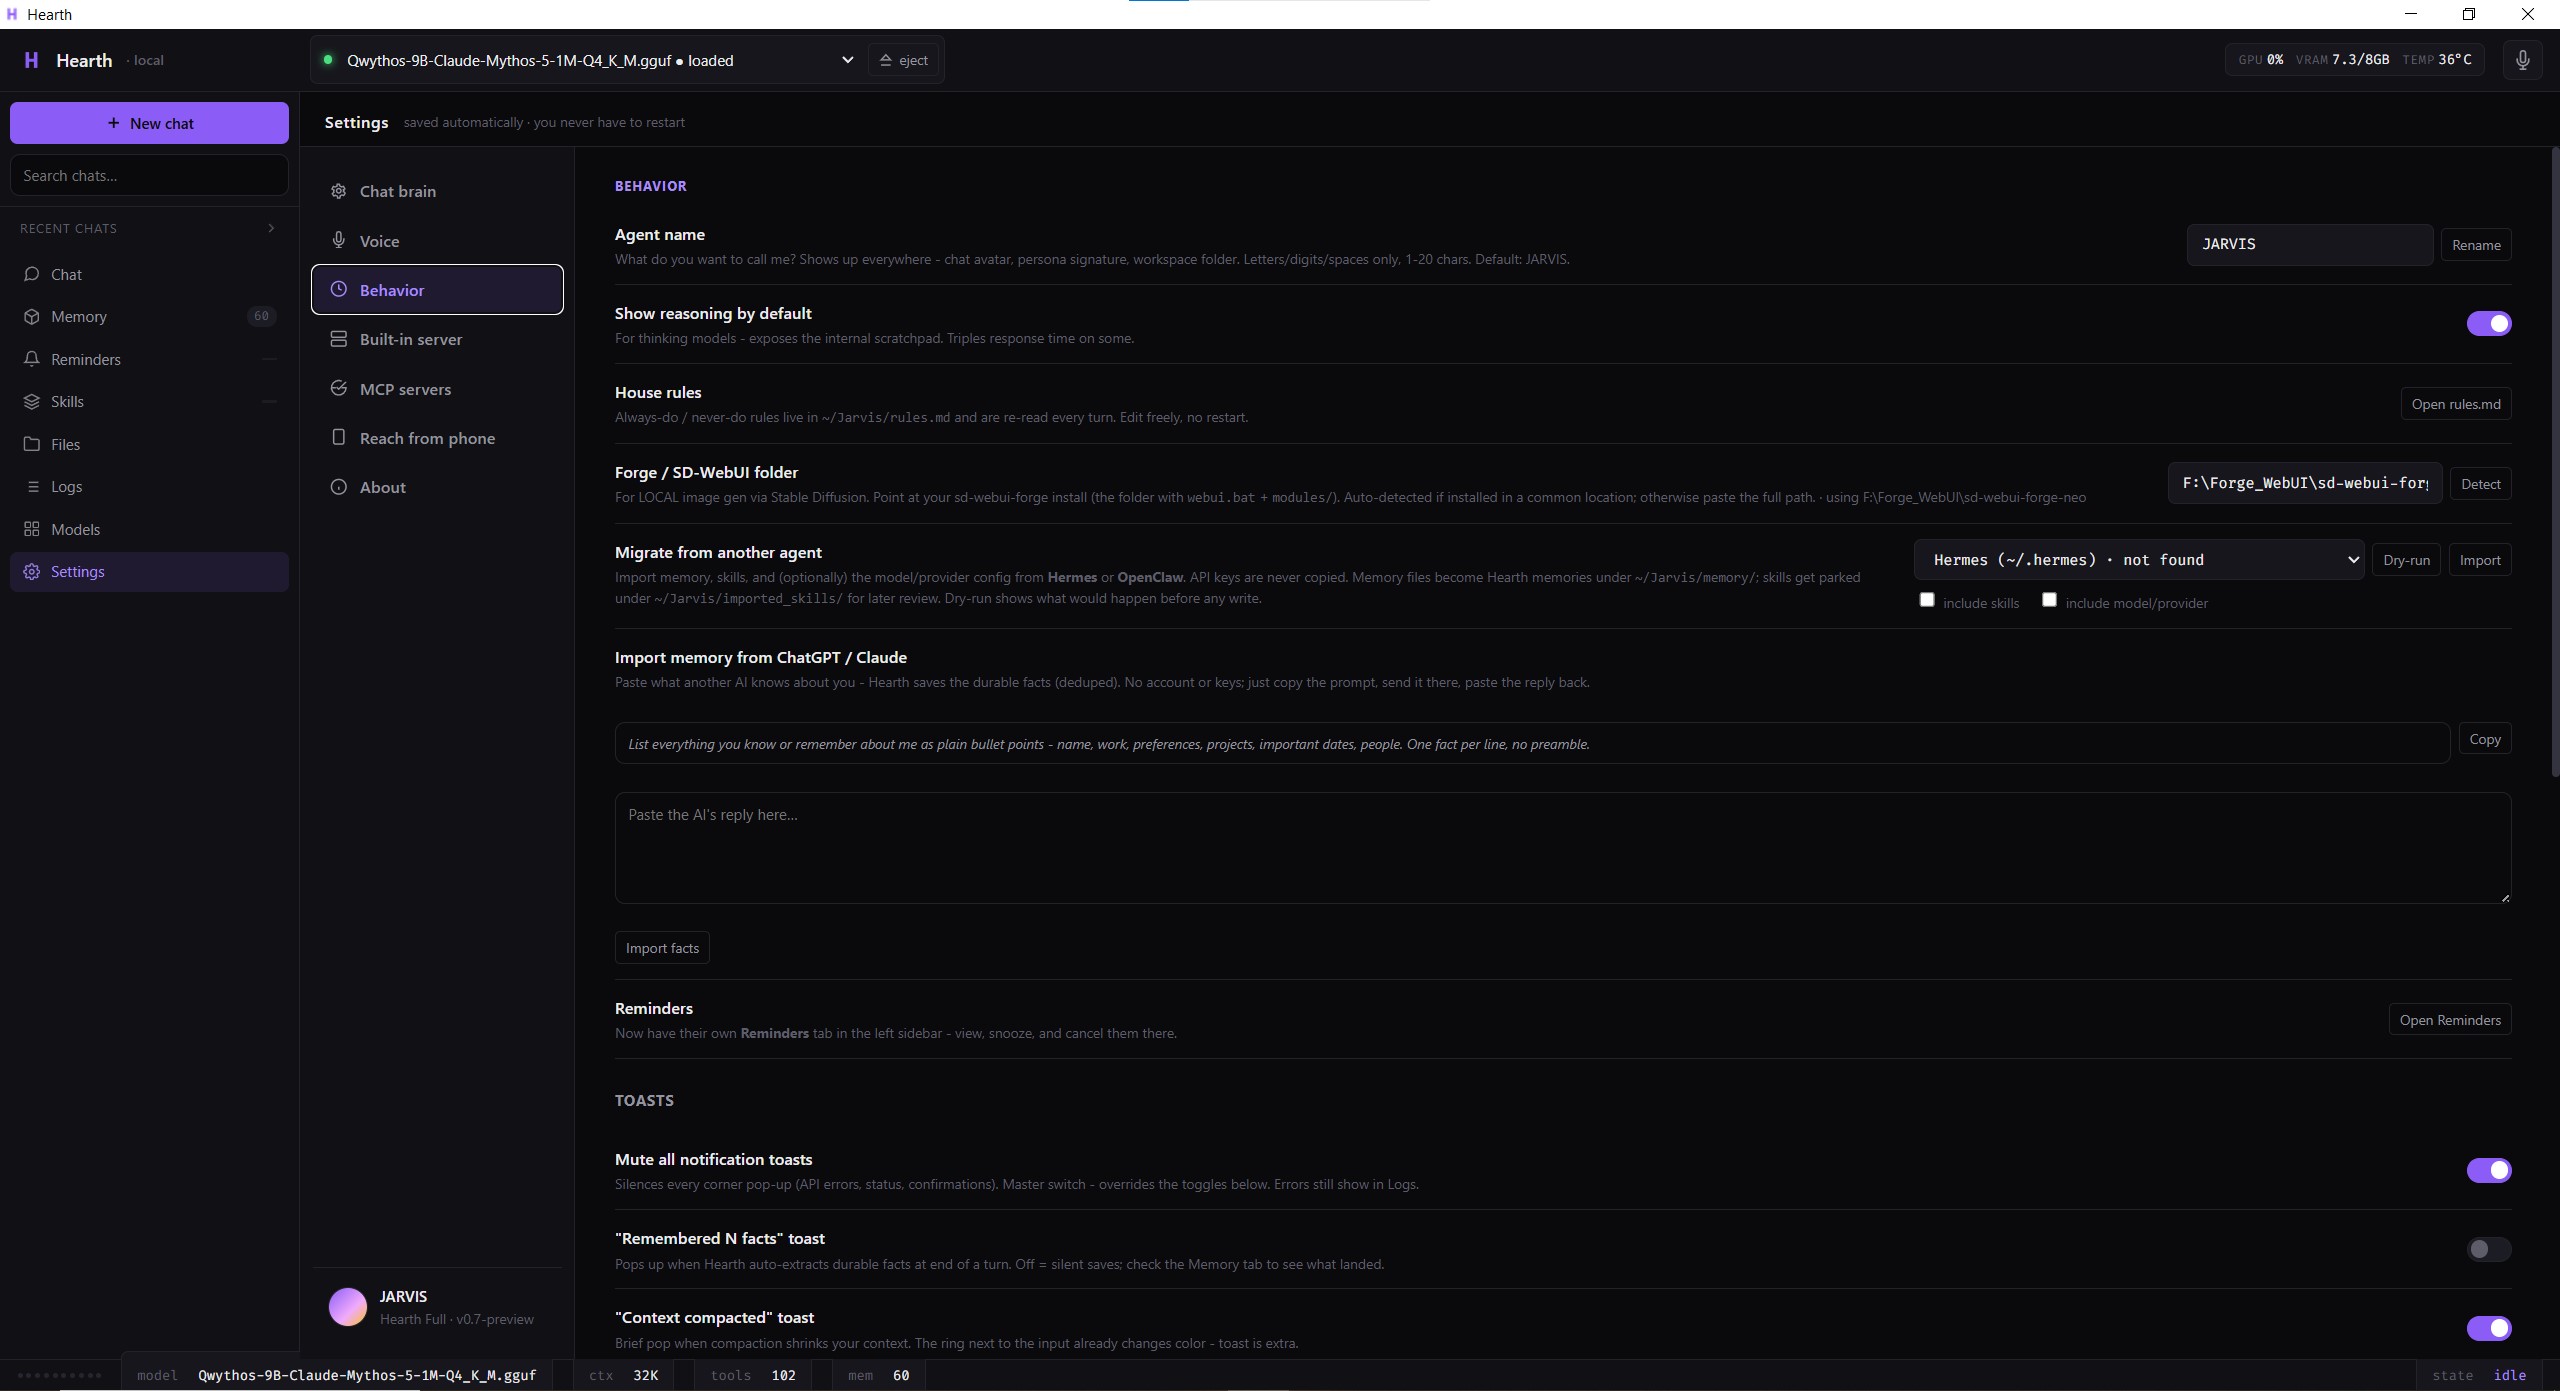 Hearth
Hearth · local
Qwythos-9B-Claude-Mythos-5-1M-Q4_K_M.gguf ● loaded
eject
GPU 0% VRAM 7.3/8GB TEMP 36°C
+ New chat
Search chats...
RECENT CHATS
Chat
Memory 60
Reminders
Skills
Files
Logs
Models
Settings
Settings saved automatically · you never have to restart
Chat brain
Voice
Behavior
Built-in server
MCP servers
Reach from phone
About
JARVIS
Hearth Full · v0.7-preview
BEHAVIOR
Agent name
What do you want to call me? Shows up everywhere - chat avatar, persona signature, workspace folder. Letters/digits/spaces only, 1-20 chars. Default: JARVIS.
JARVIS
Rename
Show reasoning by default
For thinking models - exposes the internal scratchpad. Triples response time on some.
House rules
Always-do / never-do rules live in ~/Jarvis/rules.md and are re-read every turn. Edit freely, no restart.
Open rules.md
Forge / SD-WebUI folder
For LOCAL image gen via Stable Diffusion. Point at your sd-webui-forge install (the folder with webui.bat + modules/). Auto-detected if installed in a common location; otherwise paste the full path. · using F:\Forge_WebUI\sd-webui-forge-neo
F:\Forge_WebUI\sd-webui-forg
Detect
Migrate from another agent
Import memory, skills, and (optionally) the model/provider config from Hermes or OpenClaw. API keys are never copied. Memory files become Hearth memories under ~/Jarvis/memory/; skills get parked
under ~/Jarvis/imported_skills/ for later review. Dry-run shows what would happen before any write.
Hermes (~/.hermes) · not found
Dry-run
Import
include skills
include model/provider
Import memory from ChatGPT / Claude
Paste what another AI knows about you - Hearth saves the durable facts (deduped). No account or keys; just copy the prompt, send it there, paste the reply back.
List everything you know or remember about me as plain bullet points - name, work, preferences, projects, important dates, people. One fact per line, no preamble.
Copy
Paste the AI's reply here...
Import facts
Reminders
Now have their own Reminders tab in the left sidebar - view, snooze, and cancel them there.
Open Reminders
TOASTS
Mute all notification toasts
Silences every corner pop-up (API errors, status, confirmations). Master switch - overrides the toggles below. Errors still show in Logs.
"Remembered N facts" toast
Pops up when Hearth auto-extracts durable facts at end of a turn. Off = silent saves; check the Memory tab to see what landed.
"Context compacted" toast
Brief pop when compaction shrinks your context. The ring next to the input already changes color - toast is extra.
model Qwythos-9B-Claude-Mythos-5-1M-Q4_K_M.gguf
ctx 32K
tools 102
mem 60
state idle